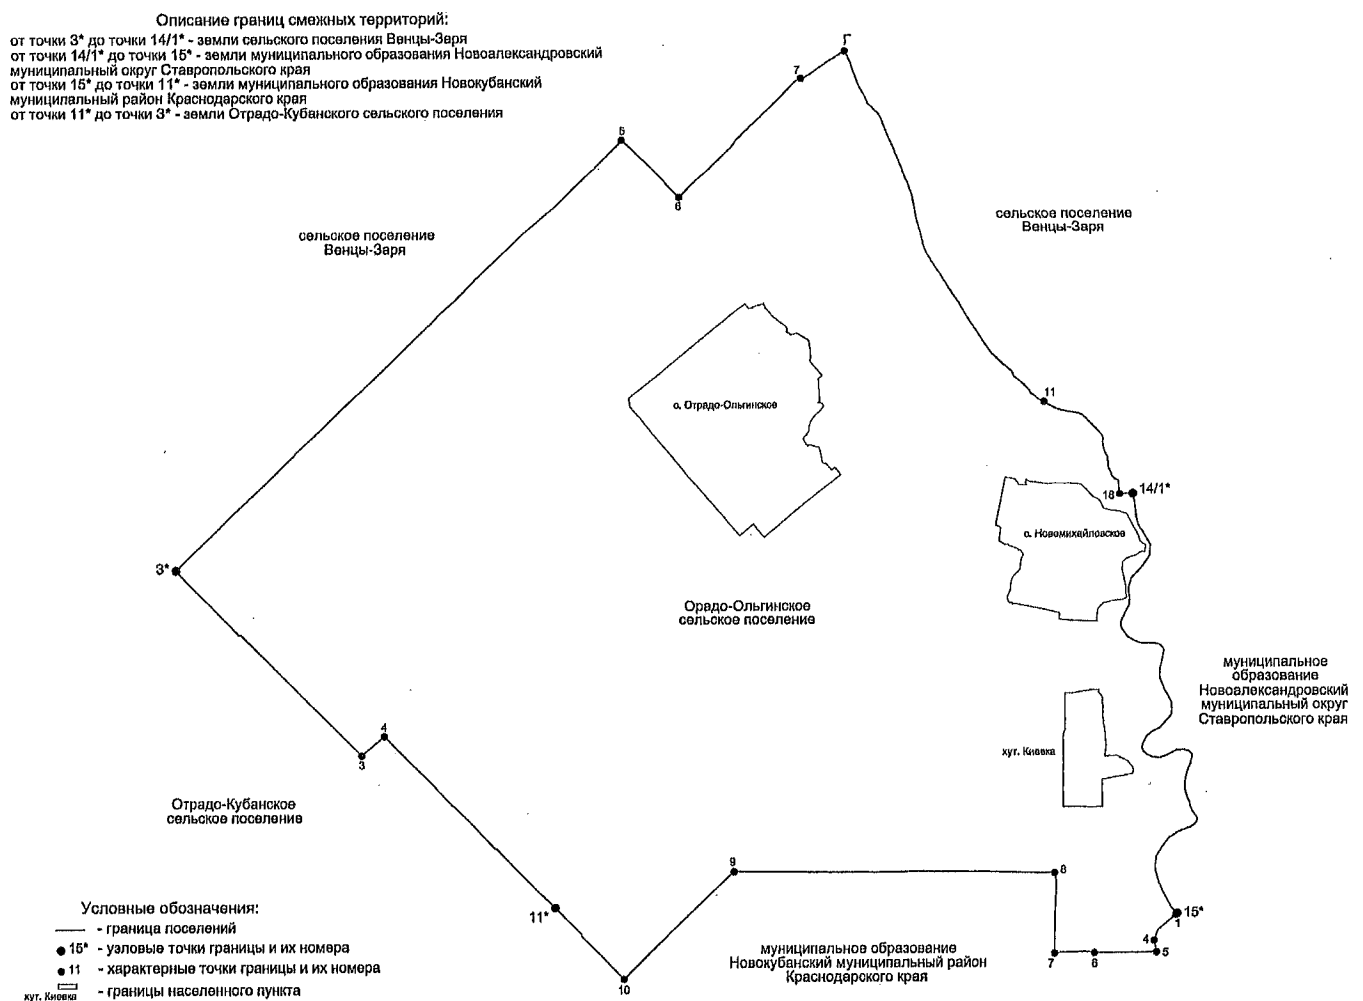 Описание границ смежных территорий:
от точки 3* до точки 14/1* - земли сельского поселения Венцы-Заря
от точки 14/1* до точки 15* - земли муниципального образования Новоалександровский
муниципальный округ Ставропольского края
от точки 15* до точки 11* - земли муниципального образования Новокубанский
муниципальный район Краснодарского края
от точки 11* до точки 3* - земли Отрадо-Кубанского сельского поселения
Г
7
5
6
сельское поселение
Венцы-Заря
сельское поселение
Венцы-Заря
11
с. Отрадо-Ольгинское
18
14/1*
с. Новомихайловское
3*
Орадо-Ольгинское
сельское поселение
муниципальное
образование
Новоалександровский
муниципальный округ
Ставропольского края
4
3
хут. Киевка
Отрадо-Кубанское
сельское поселение
9
8
11*
15*
1
4
5
6
7
10
муниципальное образование
Новокубанский муниципальный район
Краснодарского края
Условные обозначения:
- граница поселений
15* - узловые точки границы и их номера
11 - характерные точки границы и их номера
хут. Киевка - границы населенного пункта